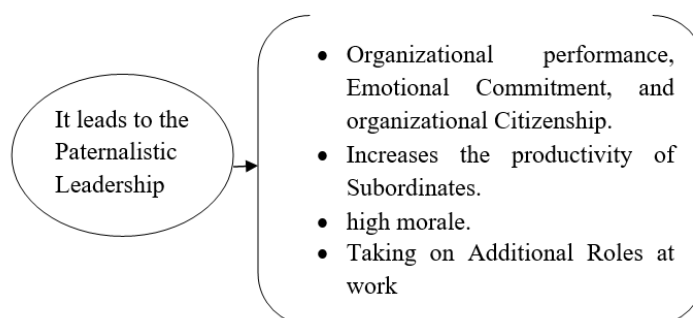 It leads to the
Paternalistic
Leadership
• Organizational performance,
Emotional Commitment, and
organizational Citizenship.
• Increases the productivity of
Subordinates.
• high morale.
• Taking on Additional Roles at
work